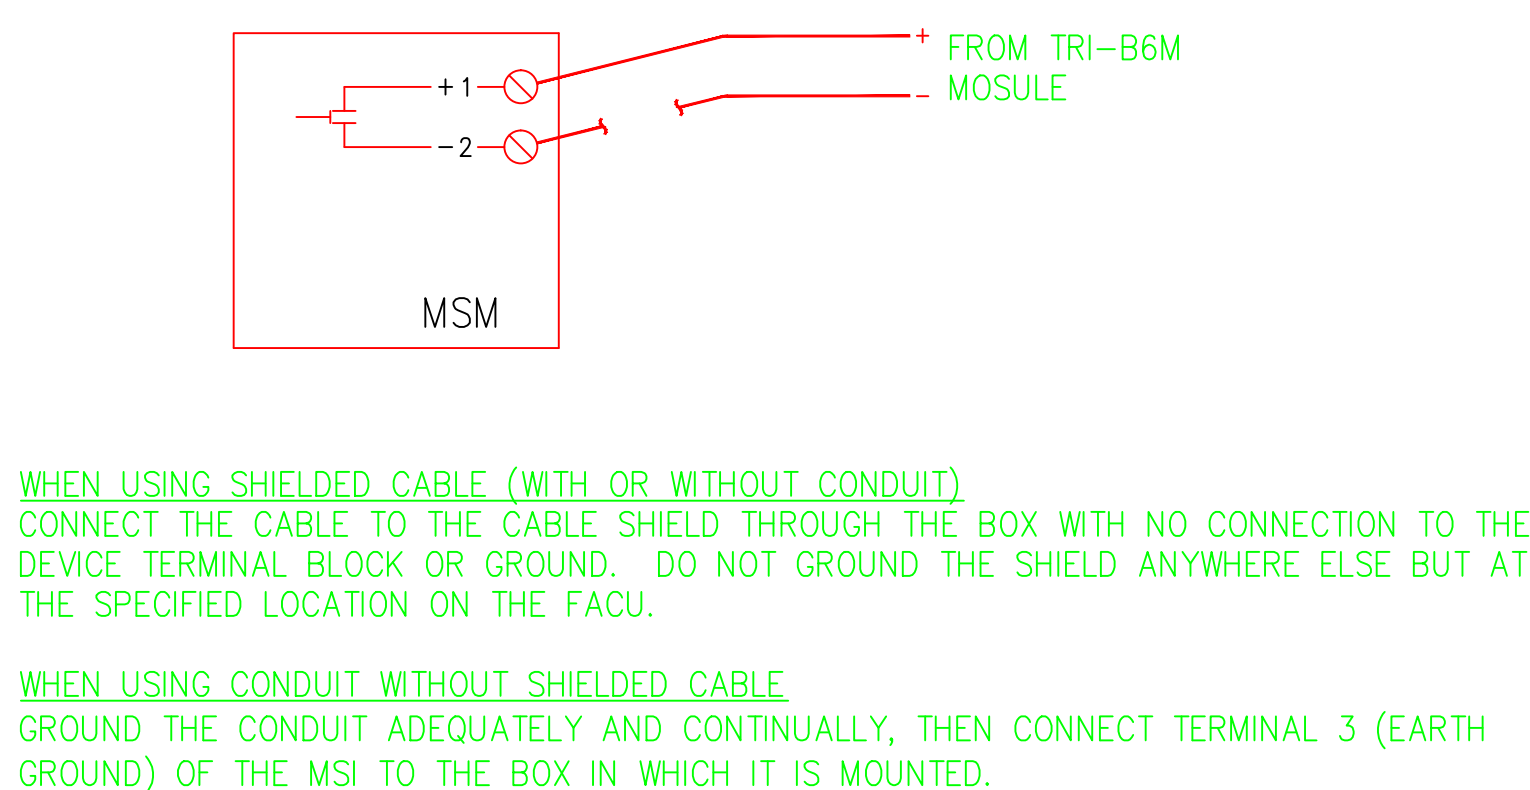 +
FROM TRI-B6M
MOSULE
-
+1
-2
MSM
WHEN USING SHIELDED CABLE (WITH OR WITHOUT CONDUIT)
CONNECT THE CABLE TO THE CABLE SHIELD THROUGH THE BOX WITH NO CONNECTION TO THE
DEVICE TERMINAL BLOCK OR GROUND. DO NOT GROUND THE SHIELD ANYWHERE ELSE BUT AT
THE SPECIFIED LOCATION ON THE FACU.
WHEN USING CONDUIT WITHOUT SHIELDED CABLE
GROUND THE CONDUIT ADEQUATELY AND CONTINUALLY, THEN CONNECT TERMINAL 3 (EARTH
GROUND) OF THE MSI TO THE BOX IN WHICH IT IS MOUNTED.